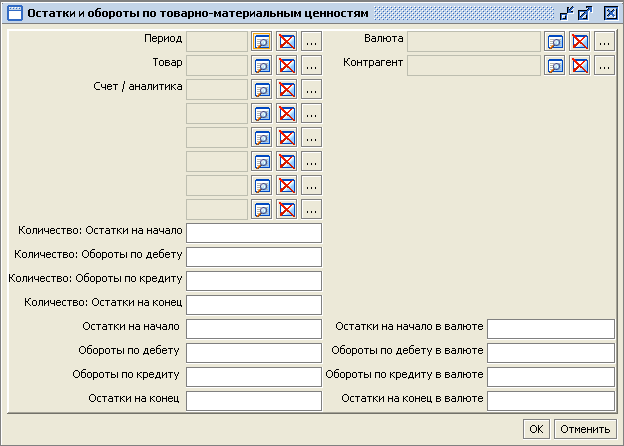 Остатки и обороты по товарно-материальным ценностям
Период ... Валюта ...
Товар ... Контрагент ...
Счет / аналитика ...
...
...
...
...
...
Количество: Остатки на начало
Количество: Обороты по дебету
Количество: Обороты по кредиту
Количество: Остатки на конец
Остатки на начало Остатки на начало в валюте
Обороты по дебету Обороты по дебету в валюте
Обороты по кредиту Обороты по кредиту в валюте
Остатки на конец Остатки на конец в валюте
OK Отменить